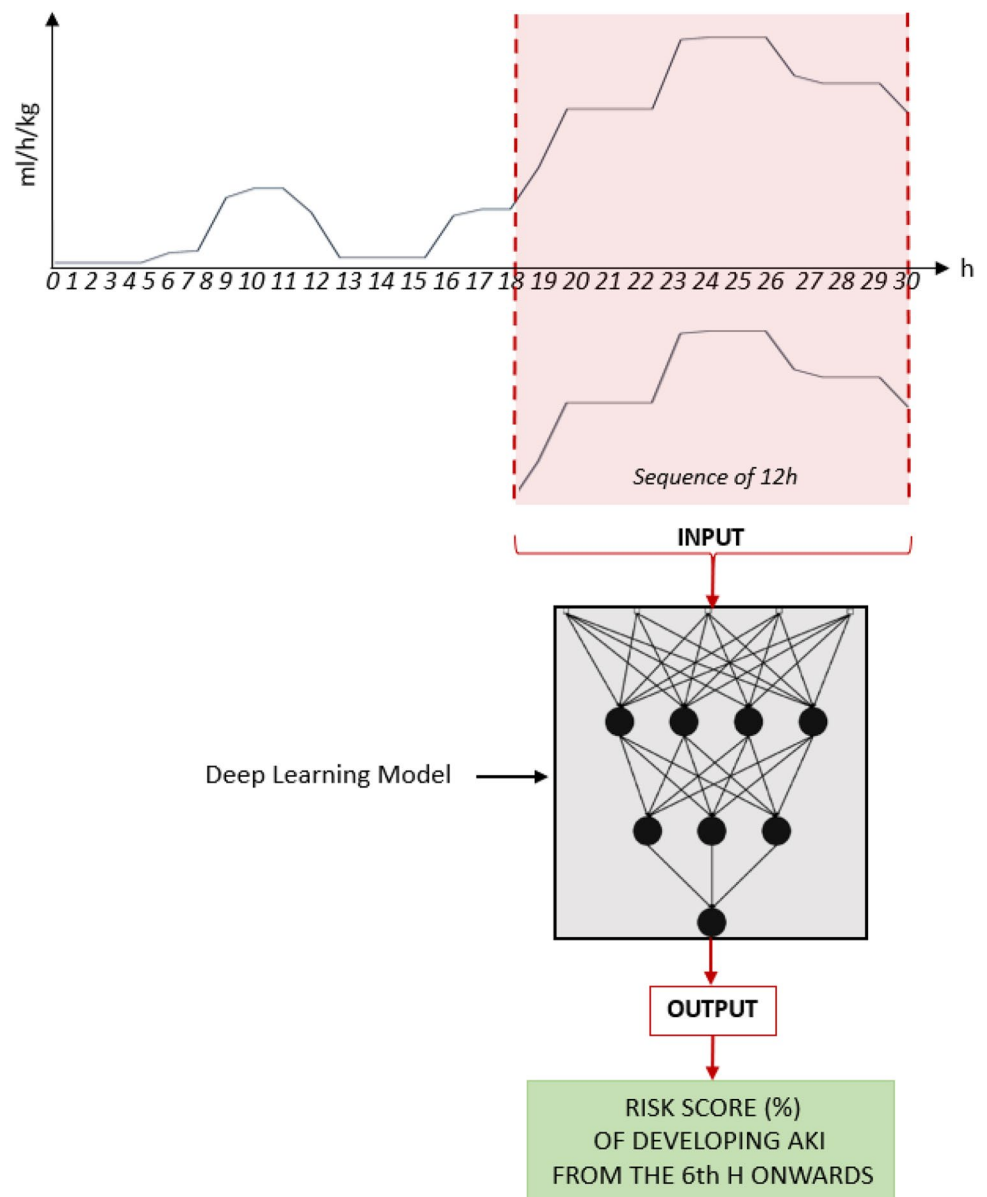 ml/h/kg
0 1 2 3 4 5 6 7 8 9 10 11 12 13 14 15 16 17 18 19 20 21 22 23 24 25 26 27 28 29 30 h
Sequence of 12h
INPUT
Deep Learning Model
OUTPUT
RISK SCORE (%)
OF DEVELOPING AKI
FROM THE 6th H ONWARDS